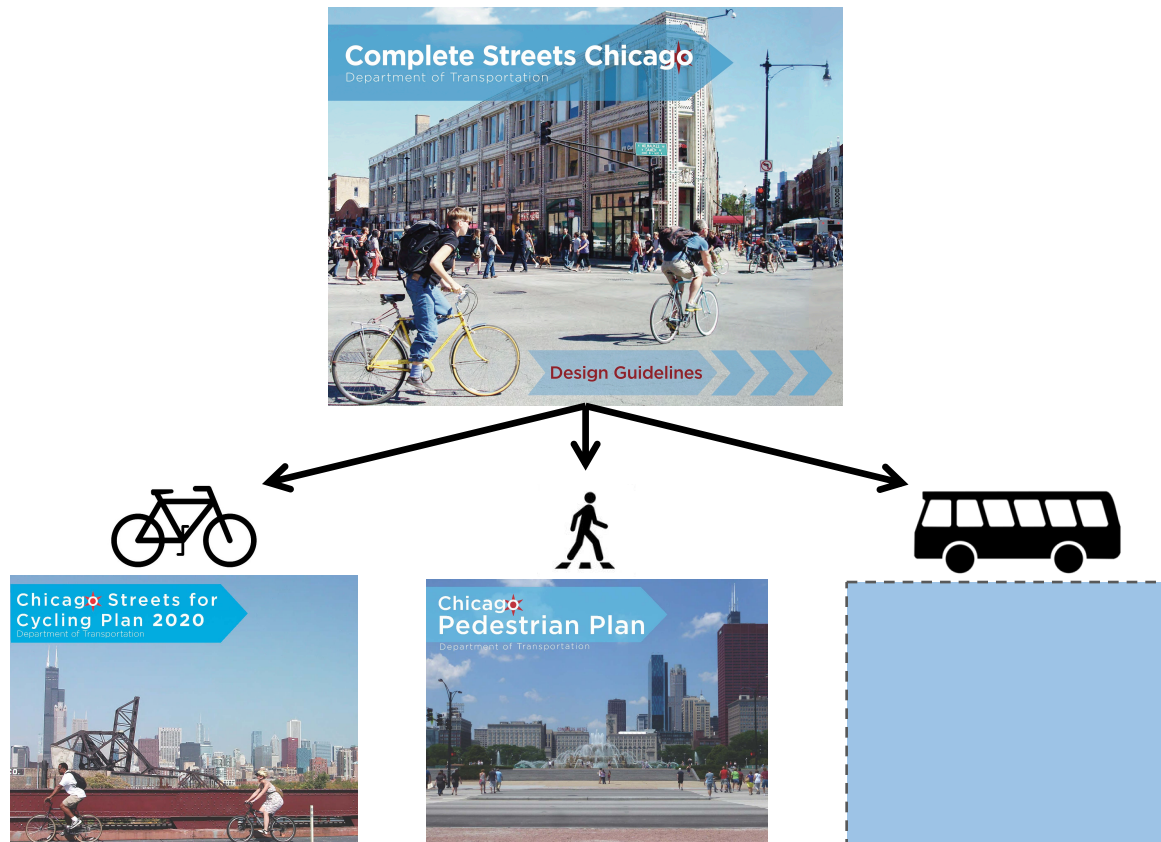 Complete Streets Chicago
Department of Transportation
Design Guidelines
Chicago Streets for
Cycling Plan 2020
Department of Transportation
Chicago
Pedestrian Plan
Department of Transportation